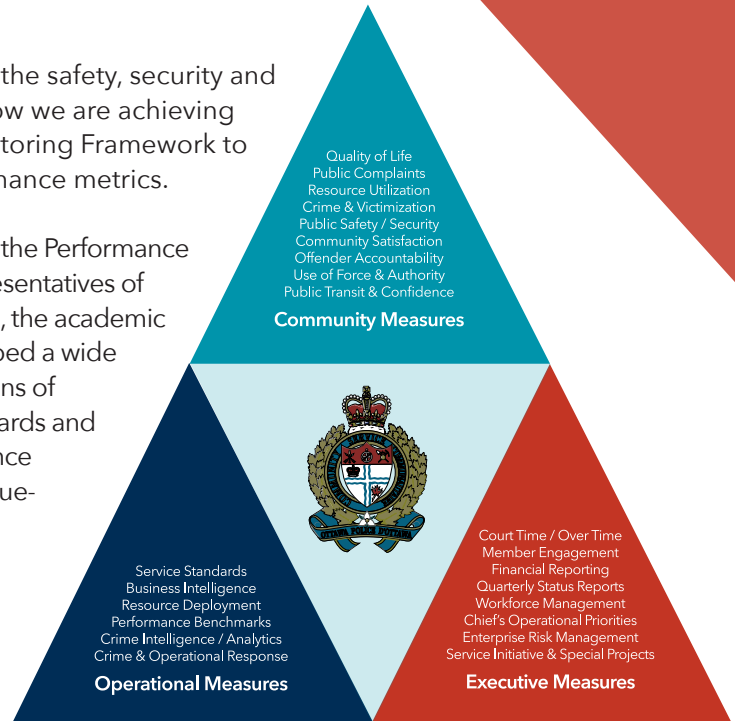 the safety, security and
ow we are achieving
toring Framework to
nance metrics.
the Performance
esentatives of
, the academic
ped a wide
ns of
ards and
nce
ue-
Quality of Life
Public Complaints
Resource Utilization
Crime & Victimization
Public Safety / Security
Community Satisfaction
Offender Accountability
Use of Force & Authority
Public Transit & Confidence
Community Measures
OTTAWA POLICE D'OTTAWA
Service Standards
Business Intelligence
Resource Deployment
Performance Benchmarks
Crime Intelligence / Analytics
Crime & Operational Response
Operational Measures
Court Time / Over Time
Member Engagement
Financial Reporting
Quarterly Status Reports
Workforce Management
Chief's Operational Priorities
Enterprise Risk Management
Service Initiative & Special Projects
Executive Measures